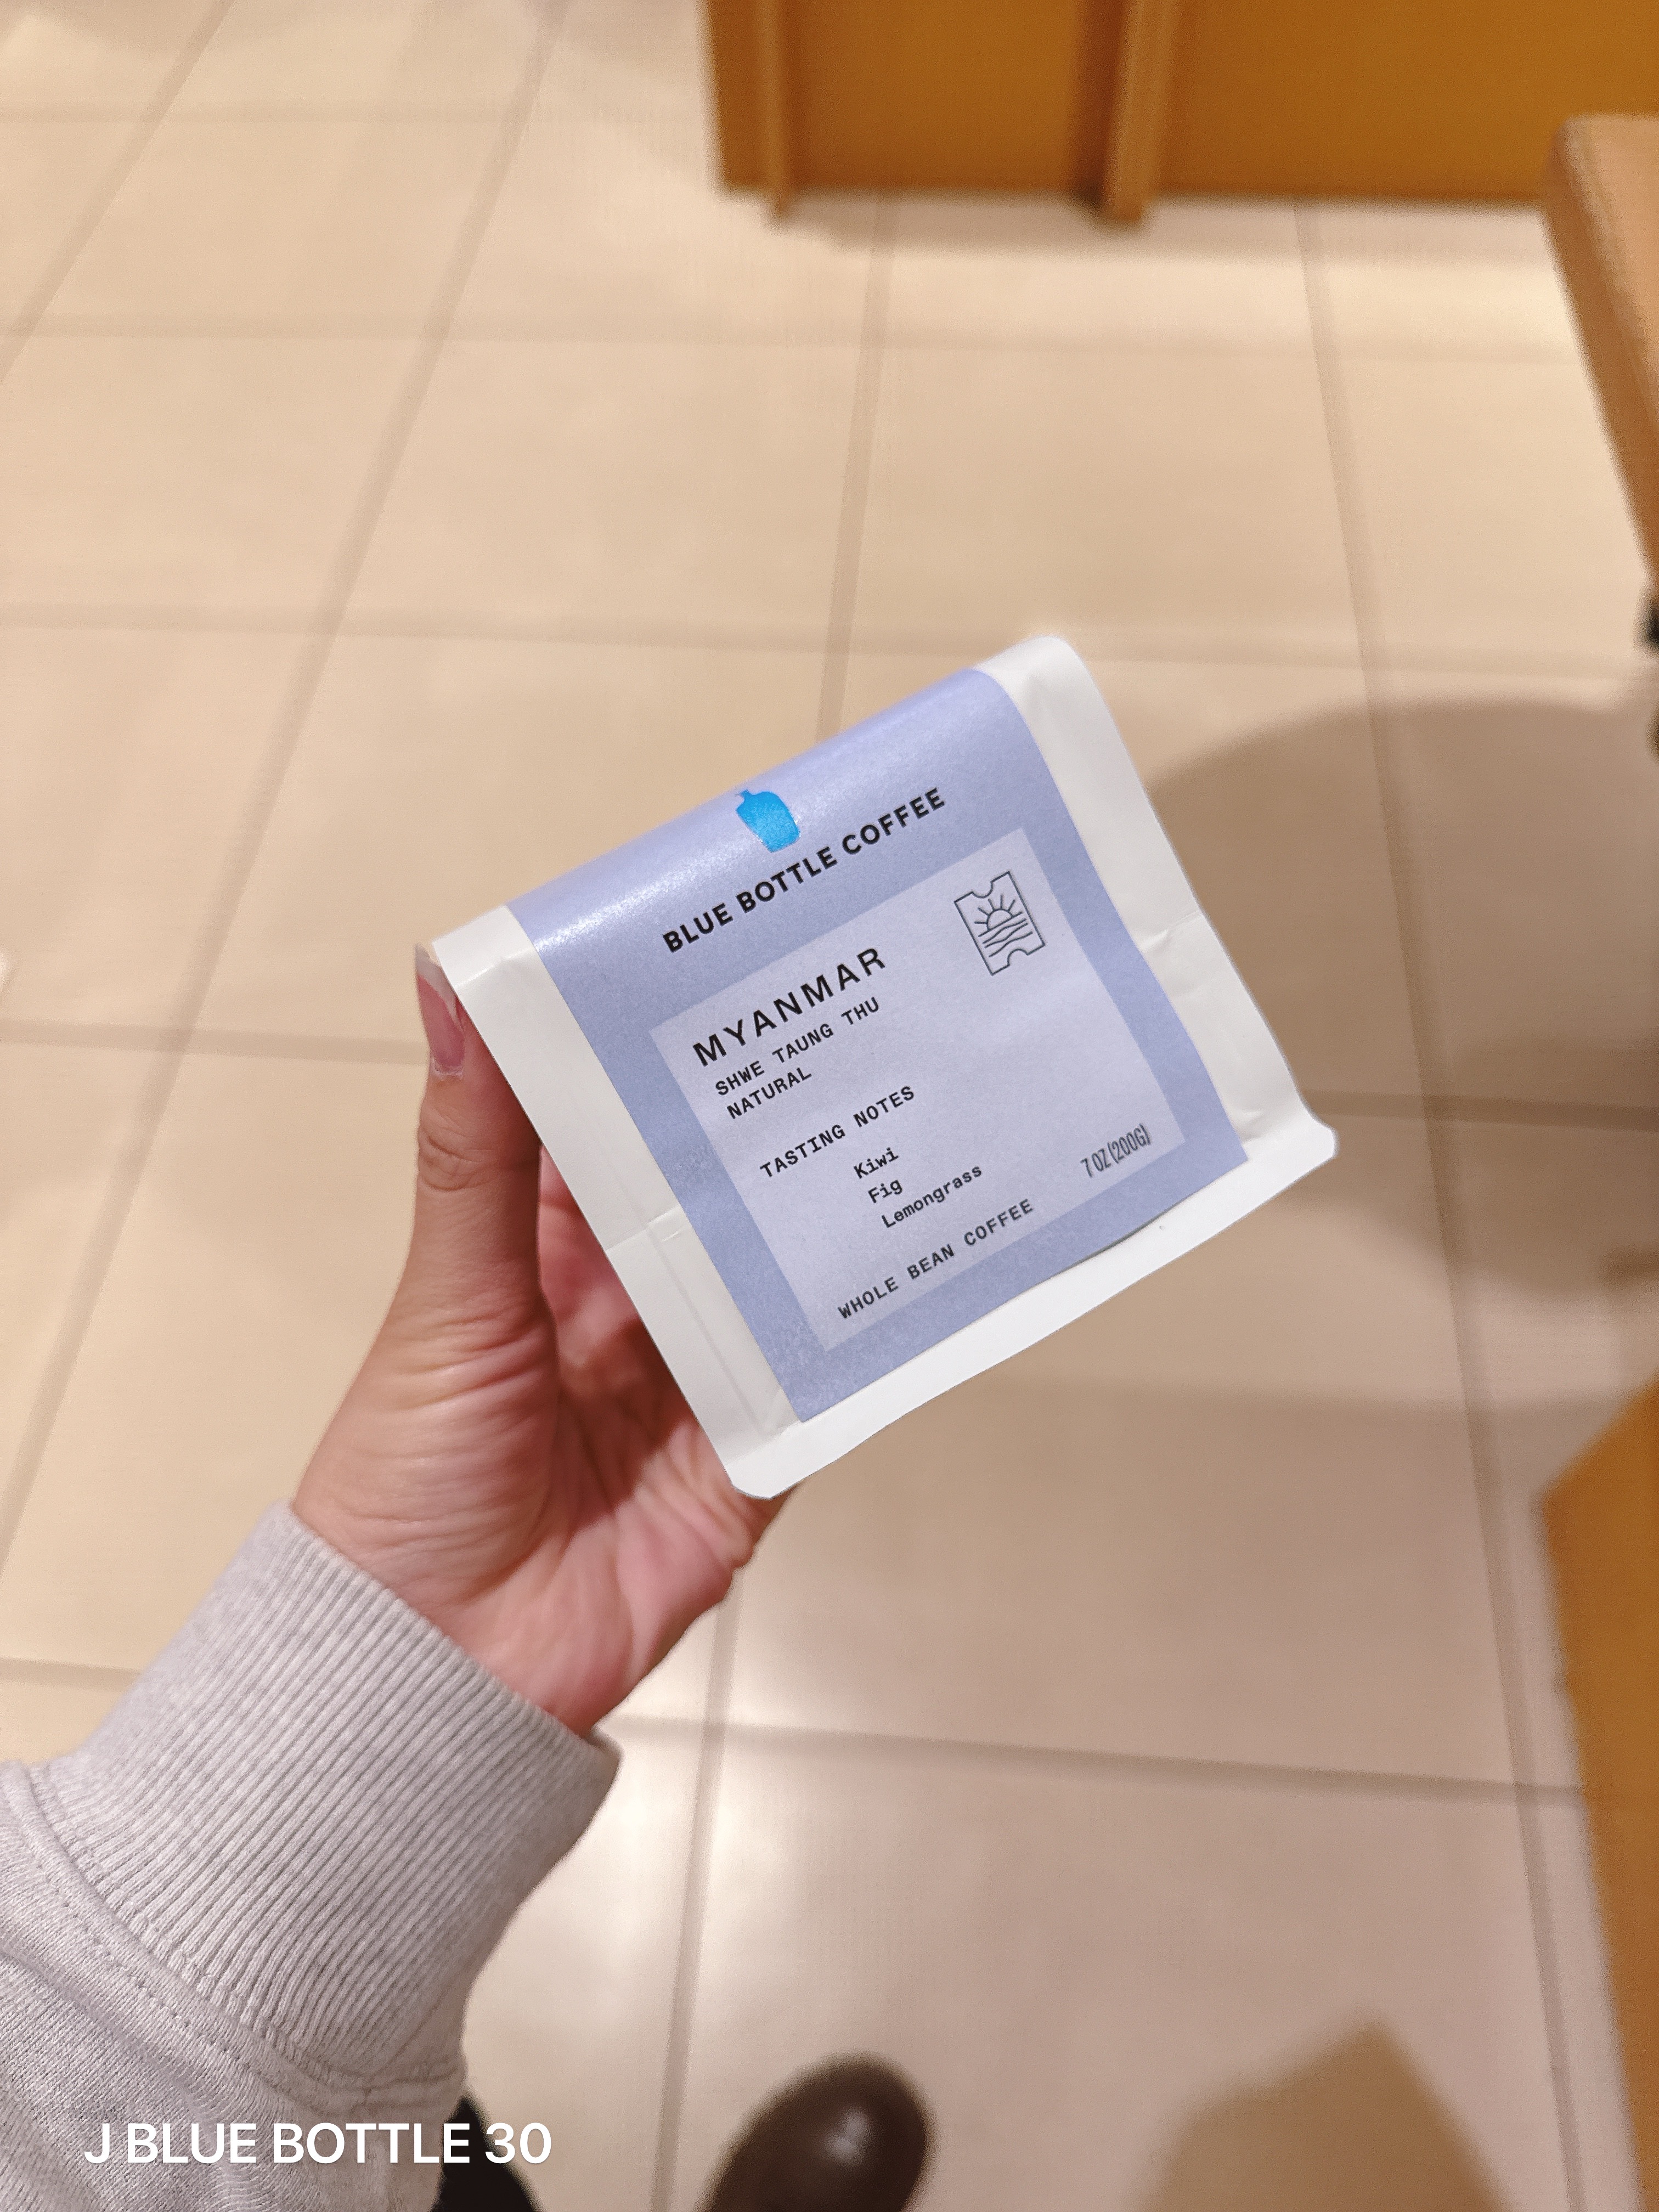 BLUE BOTTLE COFFEE
MYANMAR
SHWE TAUNG THU
NATURAL
TASTING NOTES
Kiwi
Fig
Lemongrass
WHOLE BEAN COFFEE
7 OZ (200G)
J BLUE BOTTLE 30